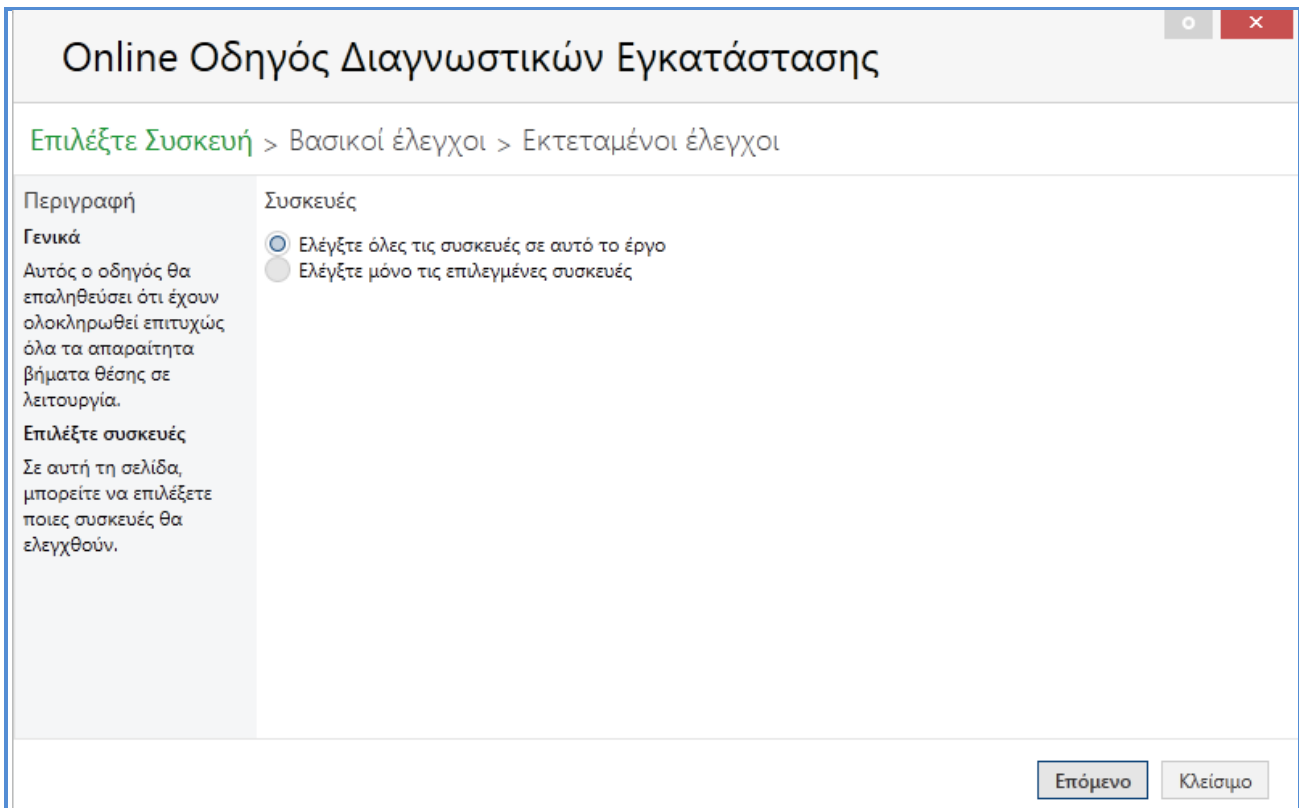 Online Οδηγός Διαγνωστικών Εγκατάστασης
Επιλέξτε Συσκευή > Βασικοί έλεγχοι > Εκτεταμένοι έλεγχοι
Περιγραφή
Γενικά
Αυτός ο οδηγός θα
επαληθεύσει ότι έχουν
ολοκληρωθεί επιτυχώς
όλα τα απαραίτητα
βήματα θέσης σε
λειτουργία.
Επιλέξτε συσκευές
Σε αυτή τη σελίδα,
μπορείτε να επιλέξετε
ποιες συσκευές θα
ελεγχθούν.
Συσκευές
Ελέγξτε όλες τις συσκευές σε αυτό το έργο
Ελέγξτε μόνο τις επιλεγμένες συσκευές
Επόμενο
Κλείσιμο